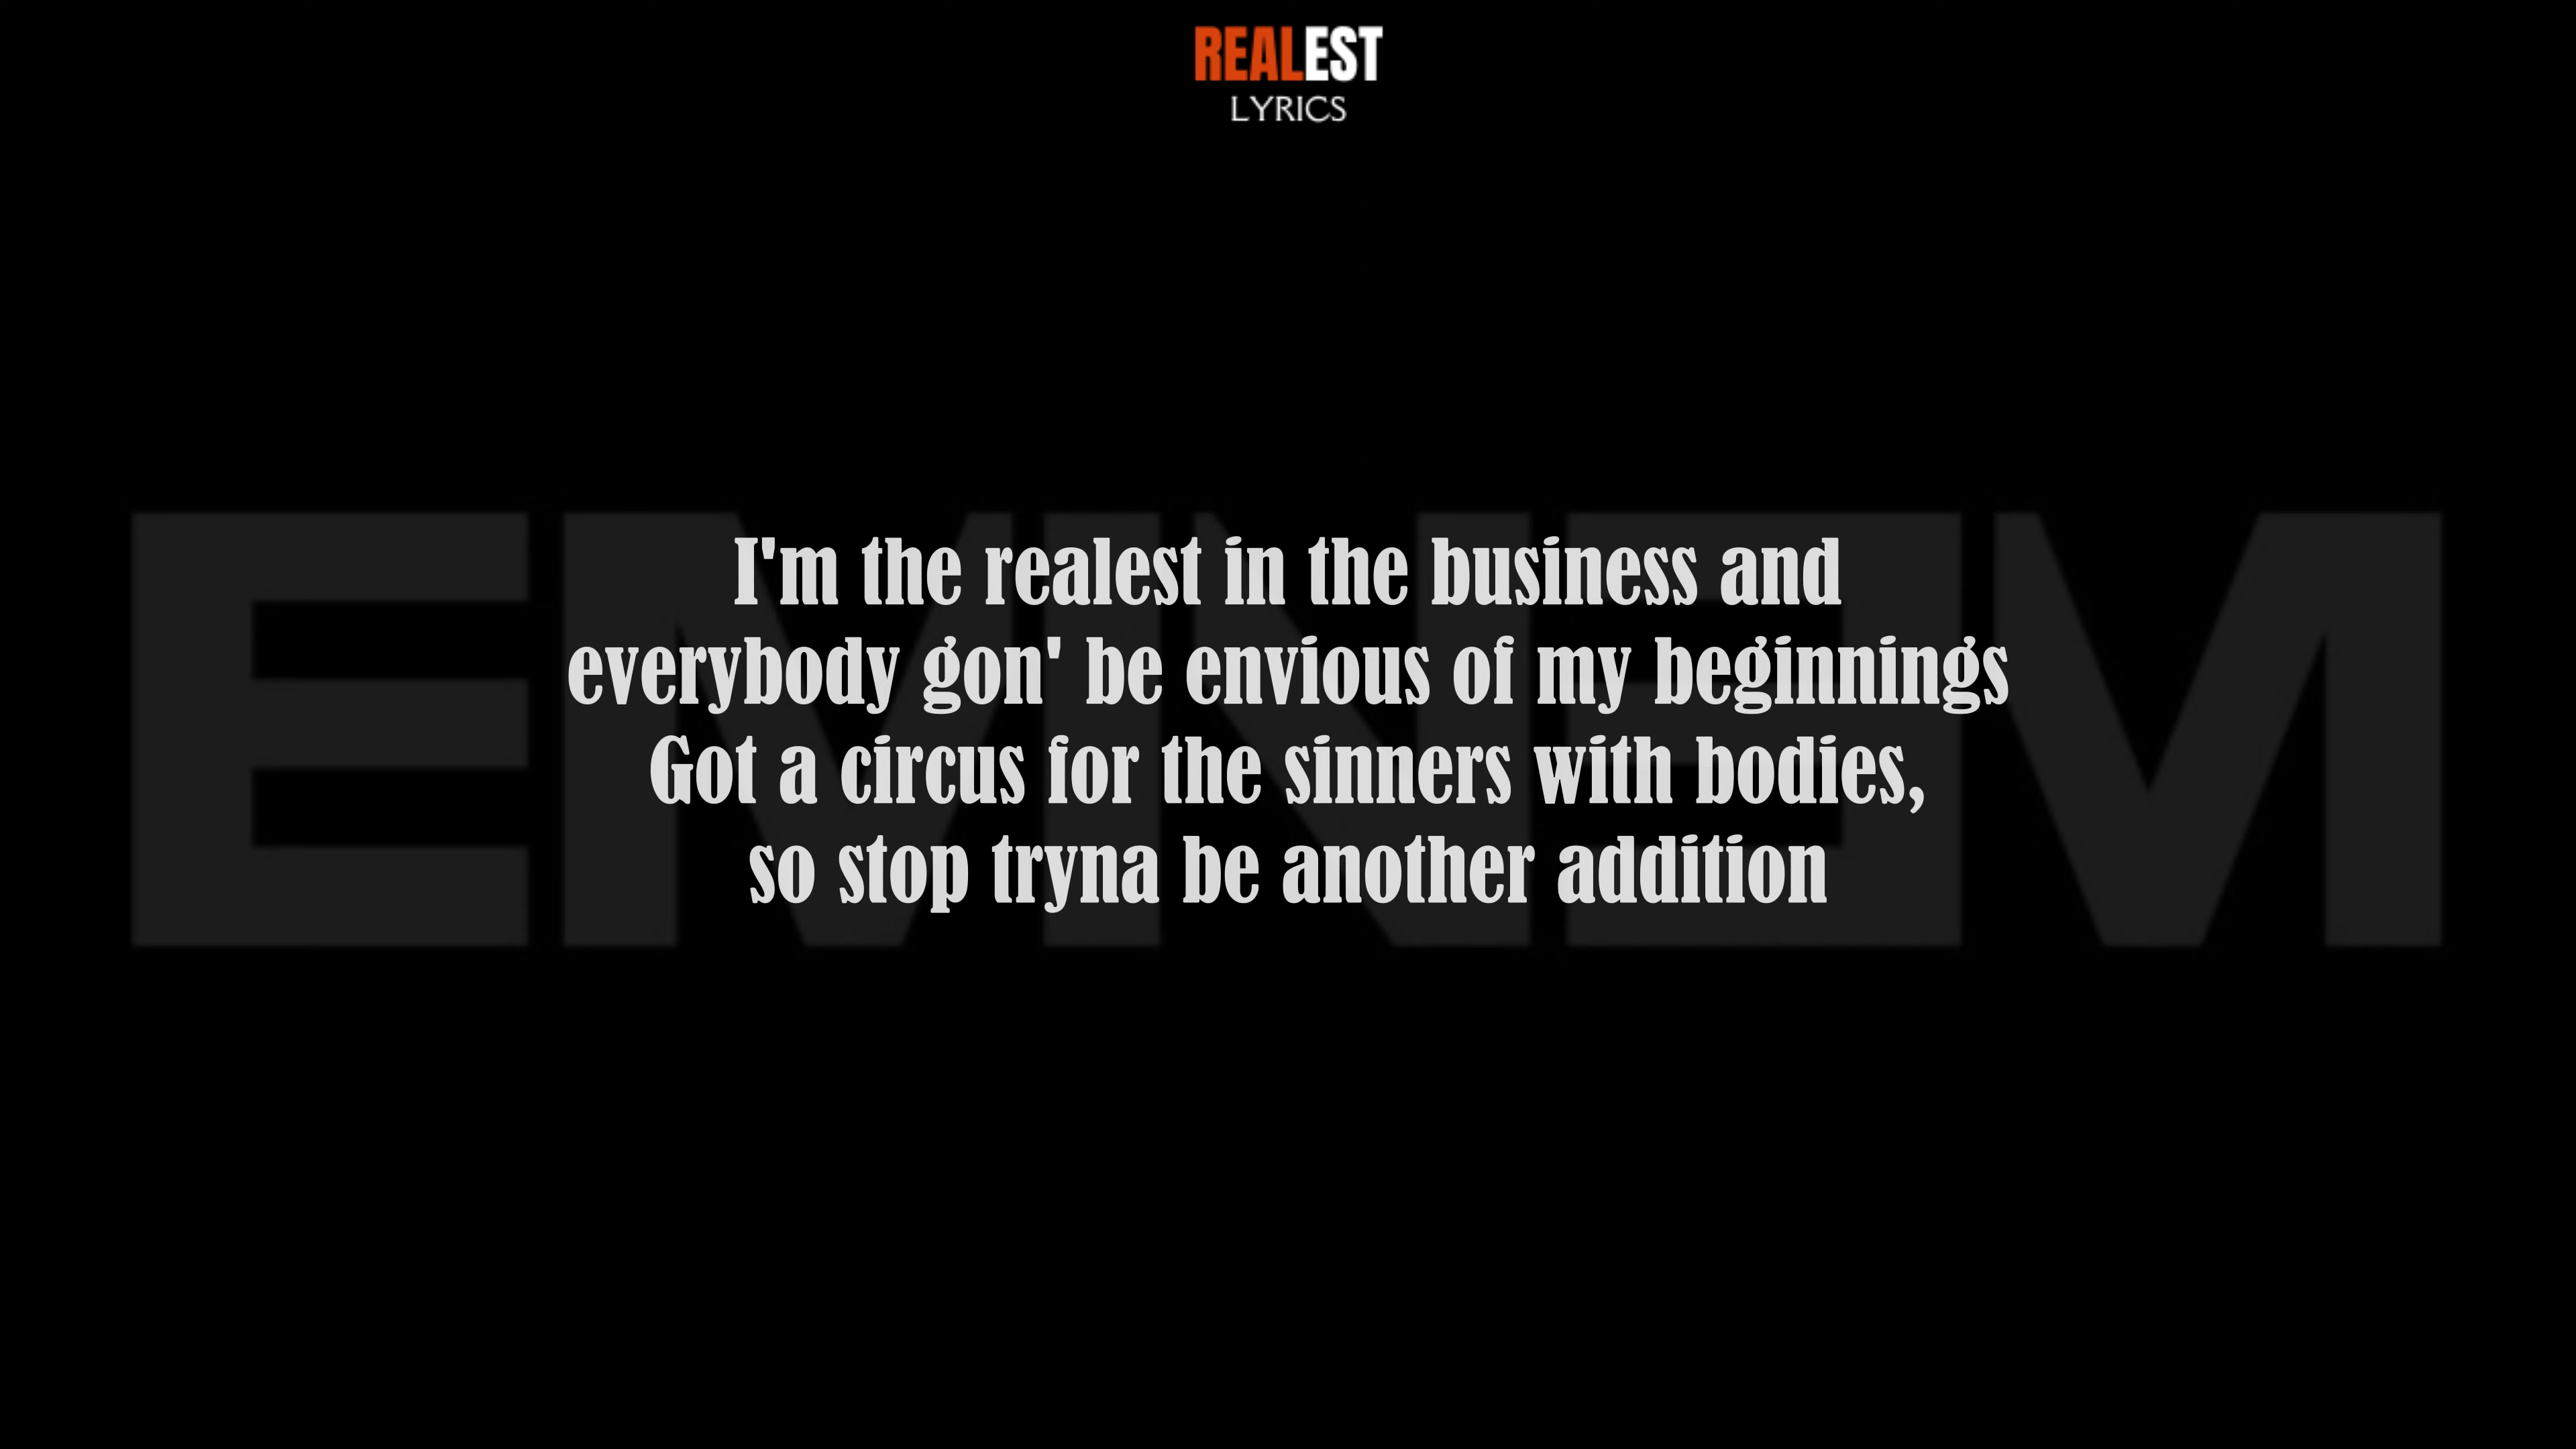 REALEST
LYRICS
EMINEM
I'm the realest in the business and
everybody gon' be envious of my beginnings
Got a circus for the sinners with bodies,
so stop tryna be another addition